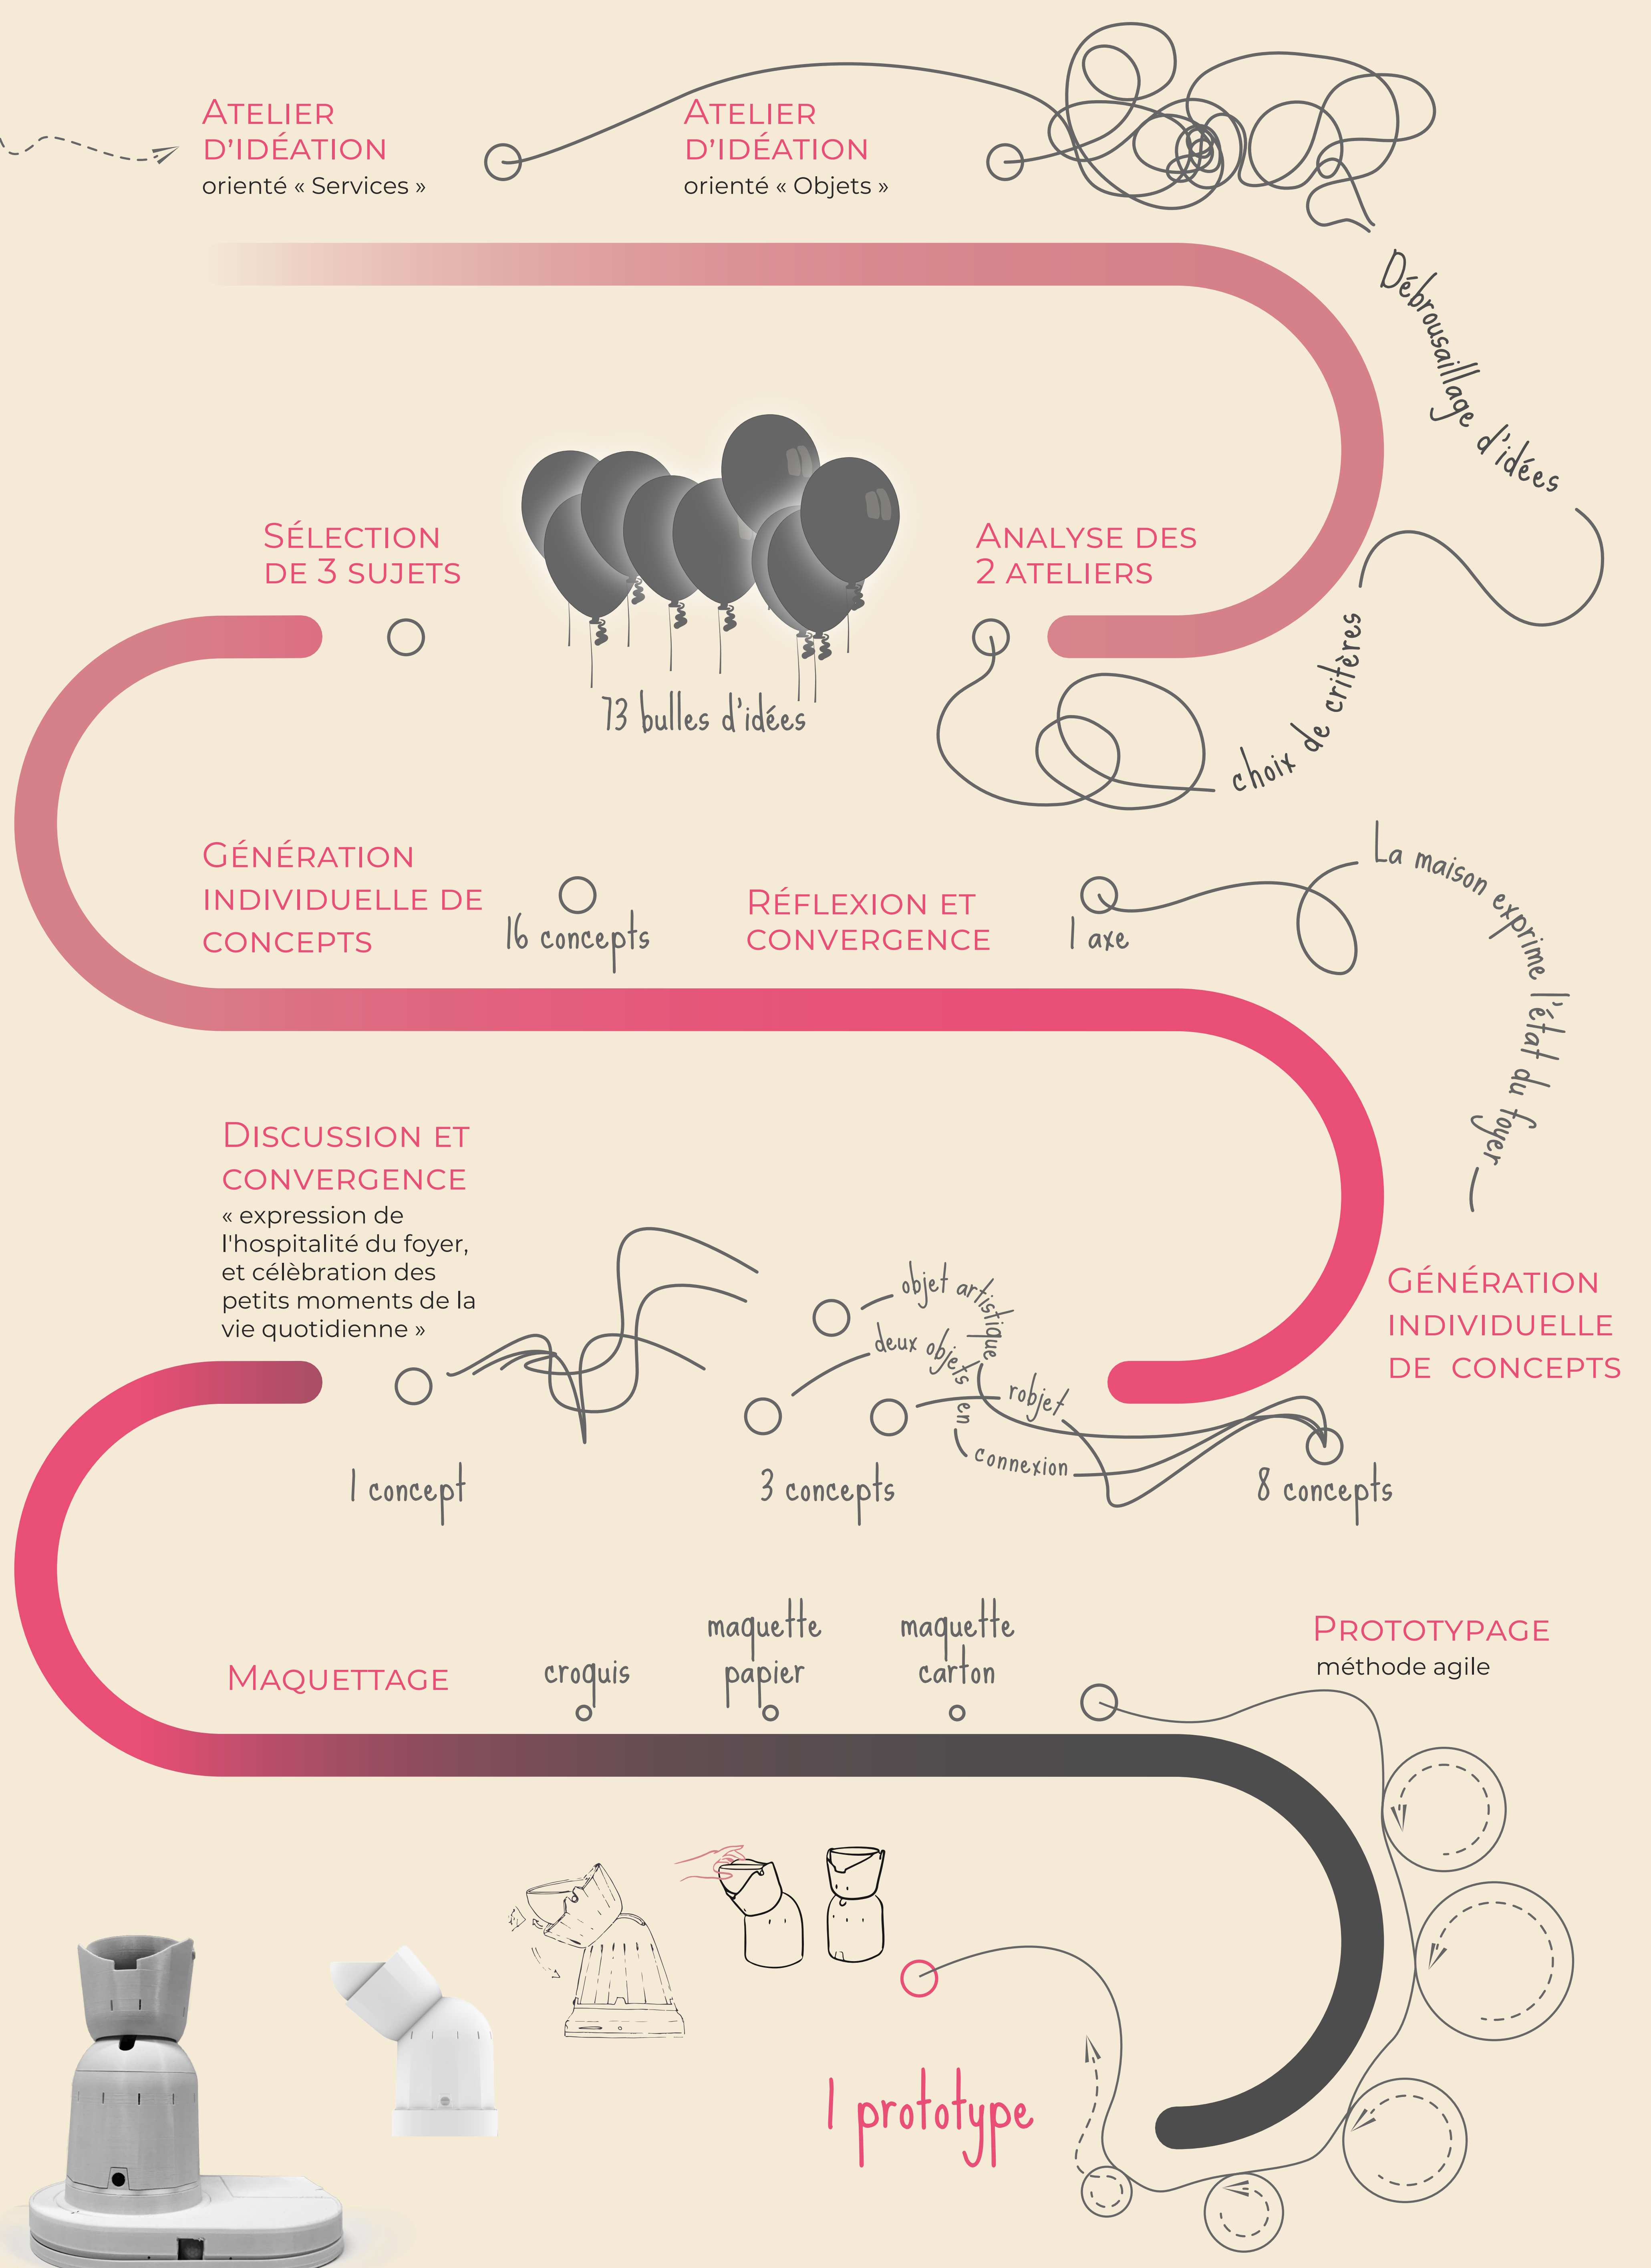 ATELIER
D'IDÉATION
orienté « Services »
ATELIER
D'IDÉATION
orienté « Objets »
Débrousaillage d'idées
choix de critères
ANALYSE DES
2 ATELIERS
73 bulles d'idées
SÉLECTION
DE 3 SUJETS
GÉNÉRATION
INDIVIDUELLE DE
CONCEPTS
16 concepts
RÉFLEXION ET
CONVERGENCE
1 axe
La maison exprime l'état du foyer
GÉNÉRATION
INDIVIDUELLE
DE CONCEPTS
8 concepts
objet artistique
deux objets en connexion
robjet
3 concepts
DISCUSSION ET
CONVERGENCE
« expression de
l'hospitalité du foyer,
et célèbration des
petits moments de la
vie quotidienne »
1 concept
MAQUETTAGE
croquis
maquette
papier
maquette
carton
PROTOTYPAGE
méthode agile
1 prototype